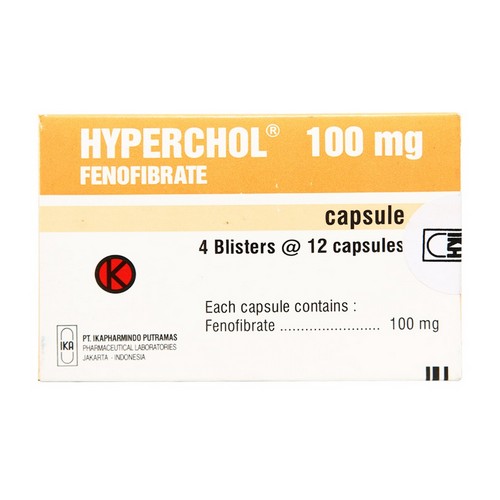 HYPERCHOL® 100 mg
FENOFIBRATE
capsule
4 Blisters @ 12 capsules
IKH
K
Each capsule contains :
Fenofibrate ........................ 100 mg
IKA
PT. IKAPHARMINDO PUTRAMAS
PHARMACEUTICAL LABORATORIES
JAKARTA - INDONESIA